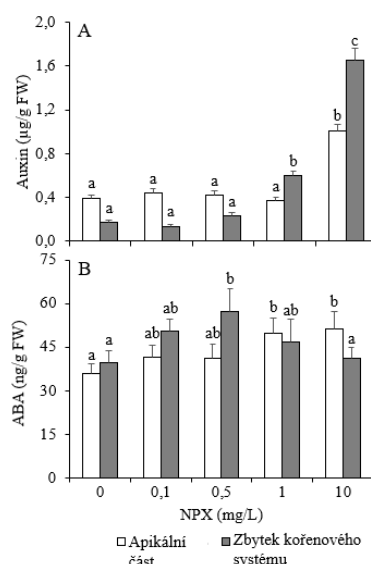 A
Auxin (µg/g FW)
1,6
1,2
0,8
0,4
0,0
a
a
a
a
a
a
a
b
b
c
B
ABA (ng/g FW)
75
60
45
30
15
0
a
a
ab
ab
ab
b
b
ab
b
a
0
0,1
0,5
1
10
NPX (mg/L)
Apikální část
Zbytek kořenového systému